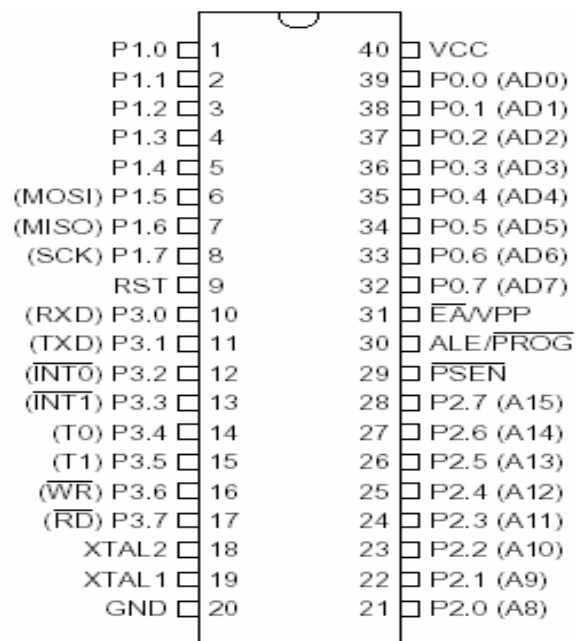 P1.0 1 40 VCC
P1.1 2 39 P0.0 (AD0)
P1.2 3 38 P0.1 (AD1)
P1.3 4 37 P0.2 (AD2)
P1.4 5 36 P0.3 (AD3)
(MOSI) P1.5 6 35 P0.4 (AD4)
(MISO) P1.6 7 34 P0.5 (AD5)
(SCK) P1.7 8 33 P0.6 (AD6)
RST 9 32 P0.7 (AD7)
(RXD) P3.0 10 31 E̅A̅/VPP
(TXD) P3.1 11 30 ALE/P̅R̅O̅G̅
(I̅N̅T̅0̅) P3.2 12 29 P̅S̅E̅N̅
(I̅N̅T̅1̅) P3.3 13 28 P2.7 (A15)
(T0) P3.4 14 27 P2.6 (A14)
(T1) P3.5 15 26 P2.5 (A13)
(W̅R̅) P3.6 16 25 P2.4 (A12)
(R̅D̅) P3.7 17 24 P2.3 (A11)
XTAL2 18 23 P2.2 (A10)
XTAL1 19 22 P2.1 (A9)
GND 20 21 P2.0 (A8)